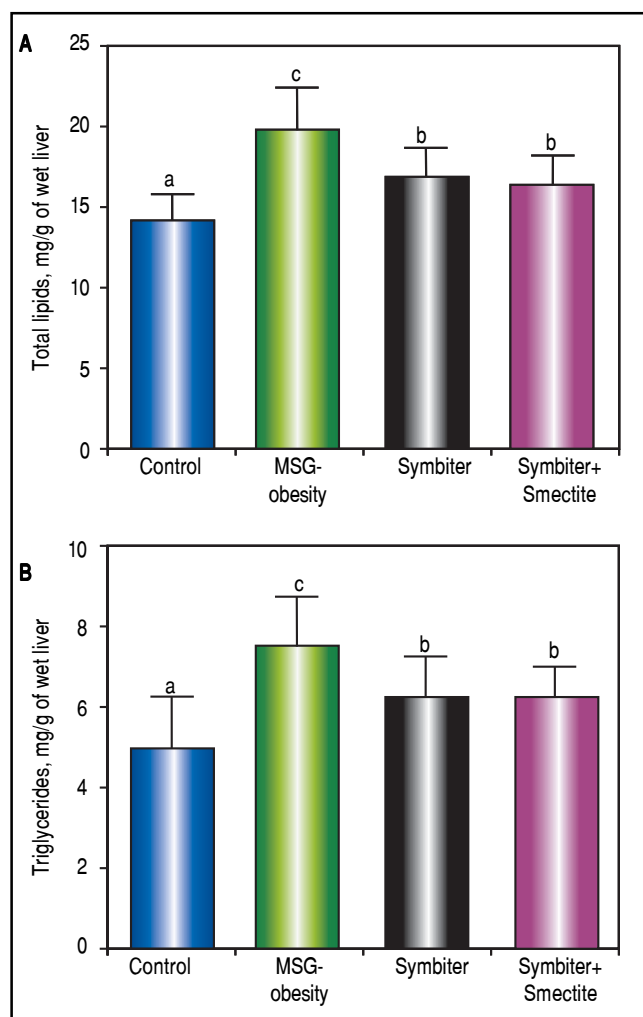 A
Total lipids, mg/g of wet liver
25
20
15
10
5
0
a
c
b
b
Control
MSG-
obesity
Symbiter
Symbiter+
Smectite
B
Triglycerides, mg/g of wet liver
10
8
6
4
2
0
a
c
b
b
Control
MSG-
obesity
Symbiter
Symbiter+
Smectite